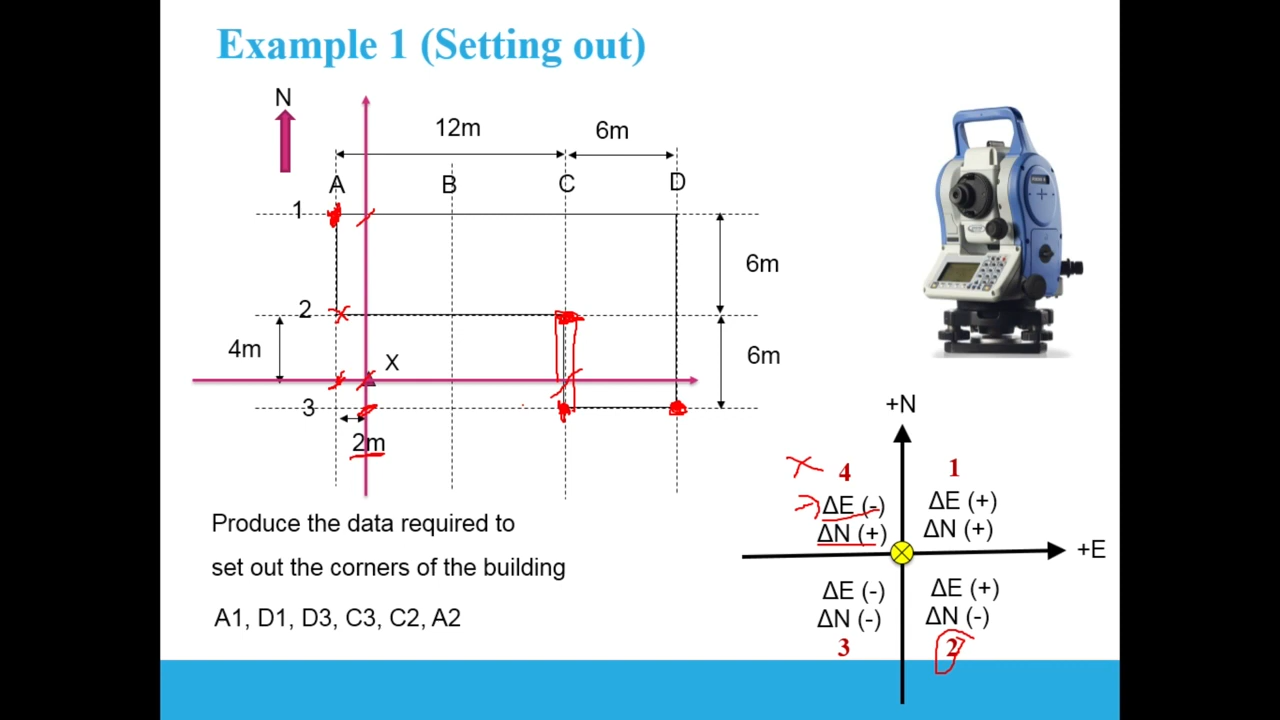 Example 1 (Setting out)
N
12m
6m
A
B
C
D
1
6m
2
4m
X
6m
3
2m
+N
4
1
ΔE (-)
ΔE (+)
ΔN (+)
ΔN (+)
+E
ΔE (-)
ΔE (+)
ΔN (-)
ΔN (-)
3
2
Produce the data required to
set out the corners of the building
A1, D1, D3, C3, C2, A2